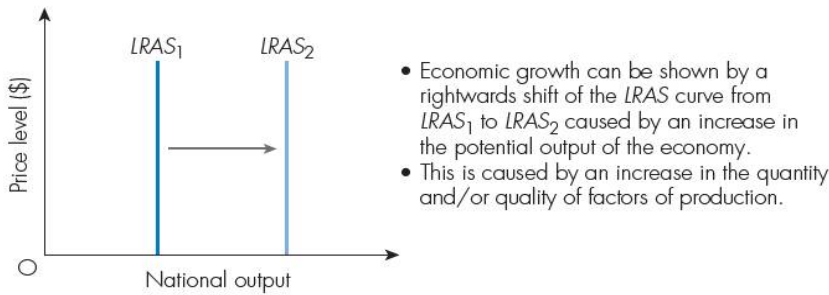 LRAS1 LRAS2
Price level ($)
O
National output
• Economic growth can be shown by a
rightwards shift of the LRAS curve from
LRAS1 to LRAS2 caused by an increase in
the potential output of the economy.
• This is caused by an increase in the quantity
and/or quality of factors of production.